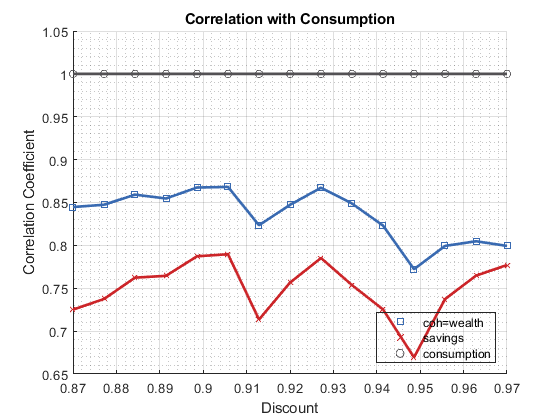 Correlation with Consumption
1.05
1
0.95
0.9
0.85
0.8
0.75
0.7
0.65
Correlation Coefficient
coh=wealth
savings
consumption
0.87 0.88 0.89 0.9 0.91 0.92 0.93 0.94 0.95 0.96 0.97
Discount